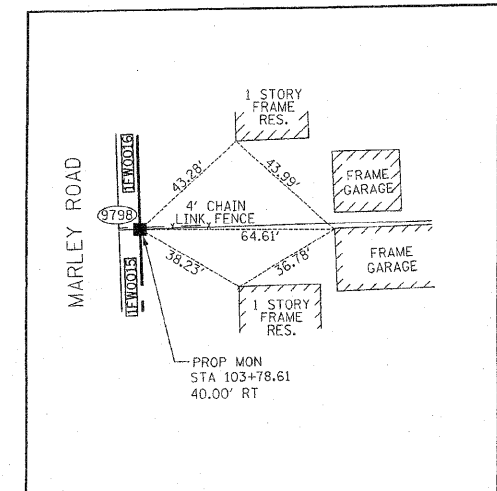 1 STORY
FRAME
RES.
MARLEY ROAD
1FW0016
43.28'
43.99'
FRAME
GARAGE
9798
4' CHAIN
LINK FENCE
64.61'
38.23'
36.78'
FRAME
GARAGE
1FW0015
1 STORY
FRAME
RES.
PROP MON
STA 103+78.61
40.00' RT